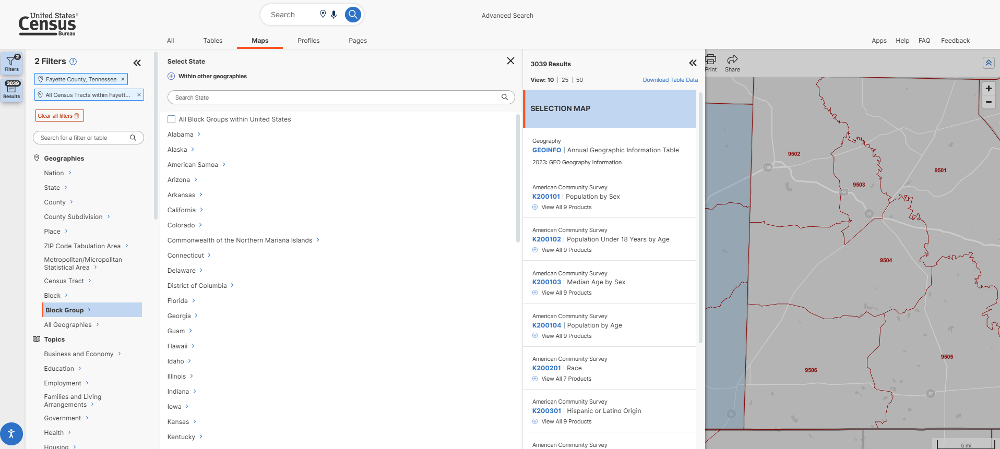 United States®
Census
Bureau
Search
Advanced Search
All
Tables
Maps
Profiles
Pages
Apps
Help
FAQ
Feedback
2
Filters
3039
Results
2 Filters
Fayette County, Tennessee
All Census Tracts within Fayett...
Clear all filters
Search for a filter or table
Geographies
Nation
State
County
County Subdivision
Place
ZIP Code Tabulation Area
Metropolitan/Micropolitan
Statistical Area
Census Tract
Block
Block Group
All Geographies
Topics
Business and Economy
Education
Employment
Families and Living
Arrangements
Government
Health
Housing
Select State
Within other geographies
Search State
All Block Groups within United States
Alabama
Alaska
American Samoa
Arizona
Arkansas
California
Colorado
Commonwealth of the Northern Mariana Islands
Connecticut
Delaware
District of Columbia
Florida
Georgia
Guam
Hawaii
Idaho
Illinois
Indiana
Iowa
Kansas
Kentucky
3039 Results
View: 10 | 25 | 50
Download Table Data
SELECTION MAP
Geography
GEOINFO | Annual Geographic Information Table
2023: GEO Geography Information
American Community Survey
K200101 | Population by Sex
View All 9 Products
American Community Survey
K200102 | Population Under 18 Years by Age
View All 9 Products
American Community Survey
K200103 | Median Age by Sex
View All 9 Products
American Community Survey
K200104 | Population by Age
View All 9 Products
American Community Survey
K200201 | Race
View All 7 Products
American Community Survey
K200301 | Hispanic or Latino Origin
View All 9 Products
American Community Survey
Print
Share
9502
9501
100
9503
64
18
9504
9505
9506
57
18
5 mi